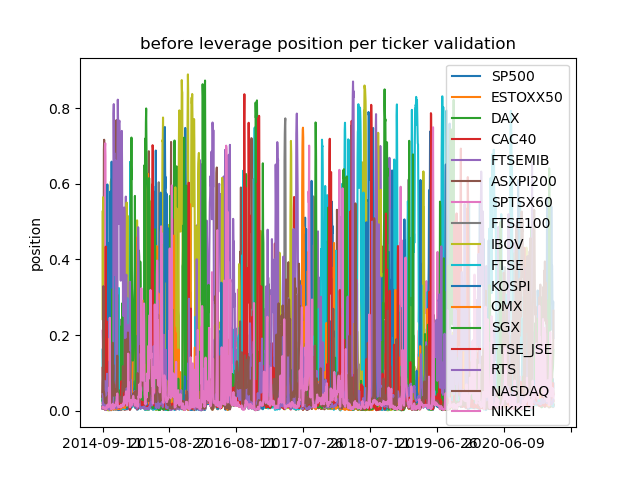 before leverage position per ticker validation
position
0.8
0.6
0.4
0.2
0.0
SP500
ESTOXX50
DAX
CAC40
FTSEMIB
ASXPI200
SPTSX60
FTSE100
IBOV
FTSE
KOSPI
OMX
SGX
FTSE_JSE
RTS
NASDAQ
NIKKEI
2014-09-11 2015-08-27 2016-08-11 2017-07-26 2018-07-11 2019-06-26 2020-06-09